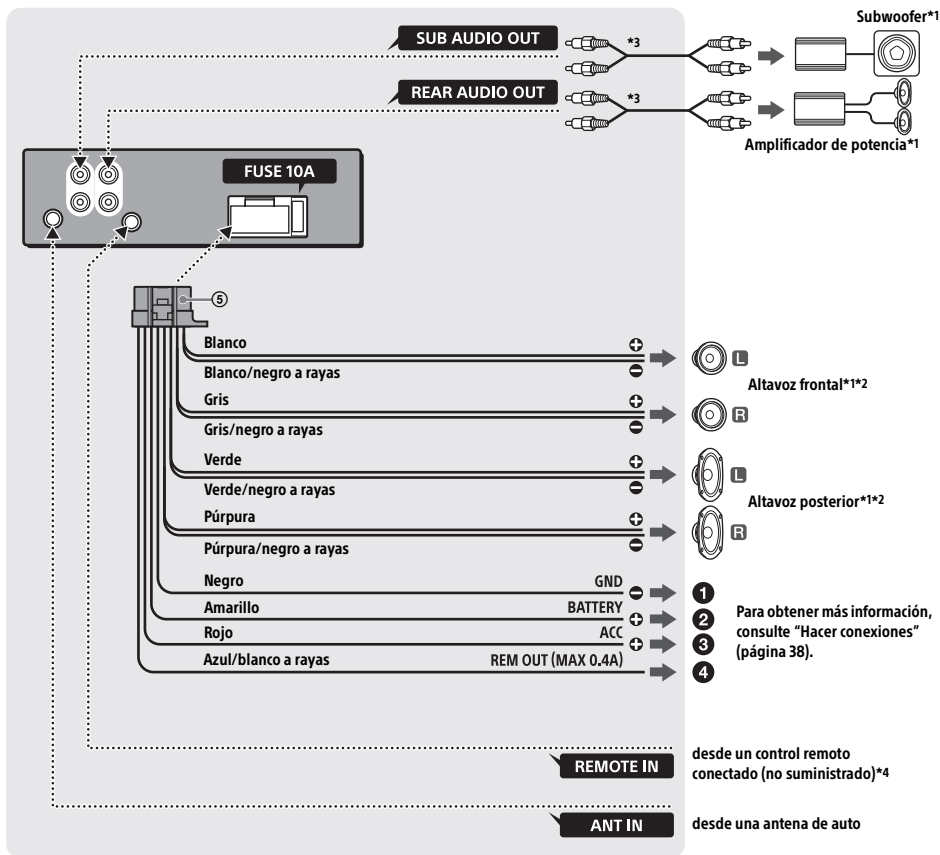 Subwoofer*1
SUB AUDIO OUT
*3
REAR AUDIO OUT
*3
Amplificador de potencia*1
FUSE 10A
⑤
Blanco
Blanco/negro a rayas
L
Altavoz frontal*1*2
Gris
Gris/negro a rayas
R
Verde
Verde/negro a rayas
L
Altavoz posterior*1*2
Púrpura
Púrpura/negro a rayas
R
Negro GND ❶
Amarillo BATTERY ❷
Rojo ACC ❸
Azul/blanco a rayas REM OUT (MAX 0.4A) ❹
Para obtener más información,
consulte "Hacer conexiones"
(página 38).
REMOTE IN
desde un control remoto
conectado (no suministrado)*4
ANT IN
desde una antena de auto